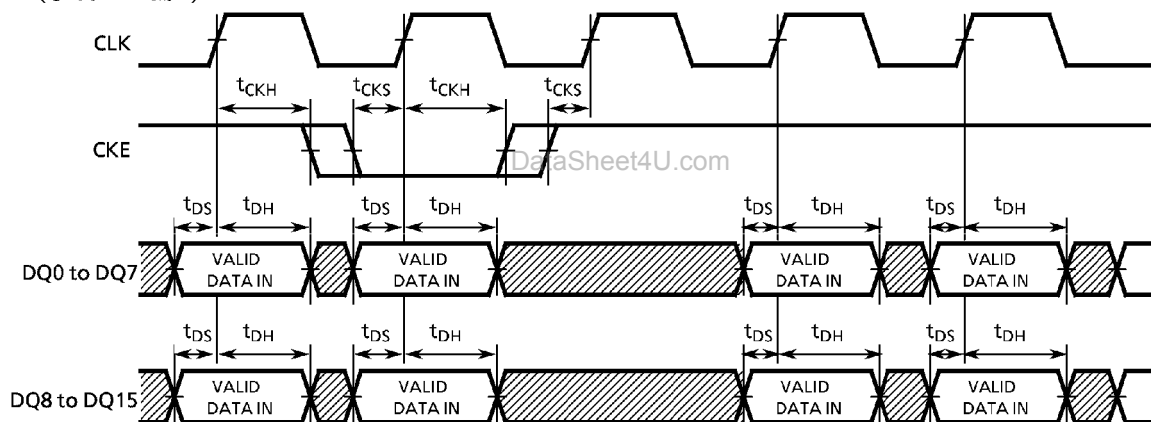 CLK
tCKH tCKS tCKH tCKS
CKE
DataSheet4U.com
tDS tDH tDS tDH tDS tDH tDS tDH
DQ0 to DQ7
VALID DATA IN VALID DATA IN VALID DATA IN VALID DATA IN
tDS tDH tDS tDH tDS tDH tDS tDH
DQ8 to DQ15
VALID DATA IN VALID DATA IN VALID DATA IN VALID DATA IN